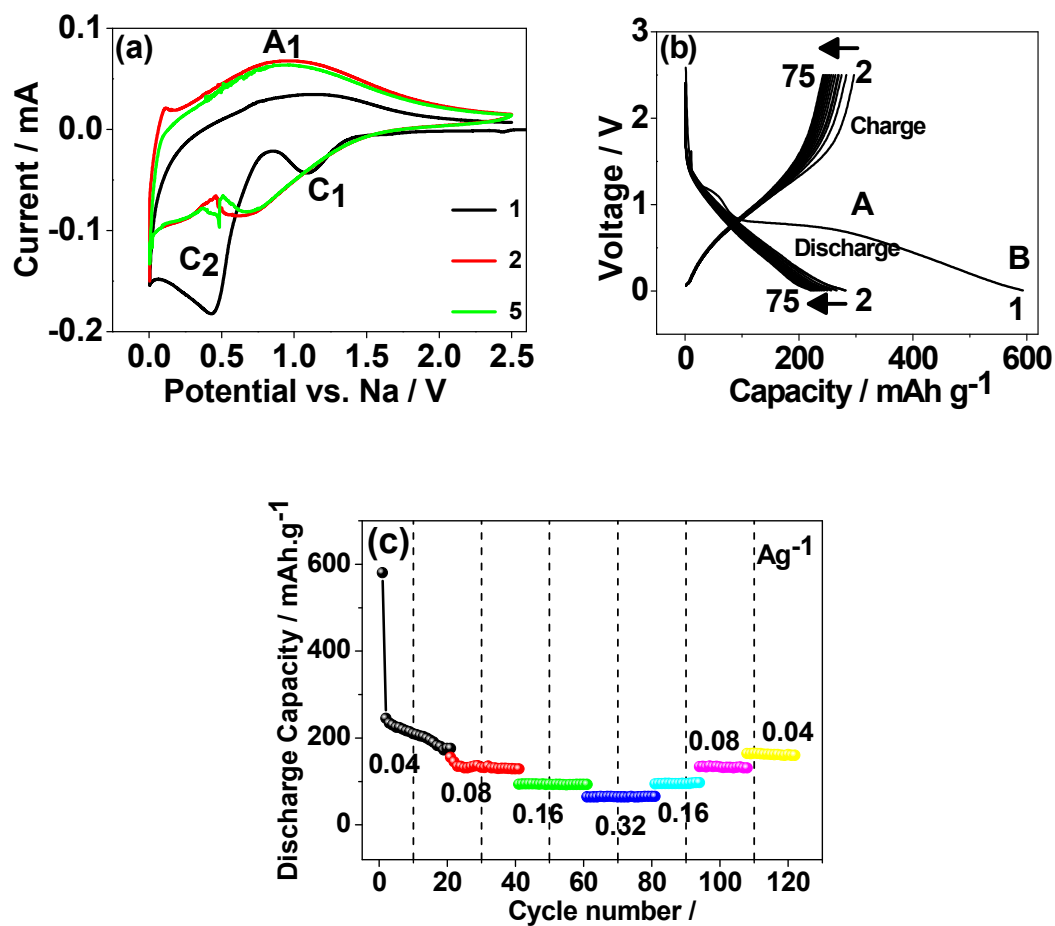 (a)
A1
C1
C2
1
2
5
0.1
0.0
-0.1
-0.2
Current / mA
0.0 0.5 1.0 1.5 2.0 2.5
Potential vs. Na / V
(b)
75 2
Charge
A
Discharge
B
75 2 1
3
2
1
0
Voltage / V
0 200 400 600
Capacity / mAh g-1
(c)
Ag-1
600
400
200
0
Discharge Capacity / mAh.g-1
0.04
0.08
0.16
0.32
0.16
0.08
0.04
0 20 40 60 80 100 120
Cycle number /